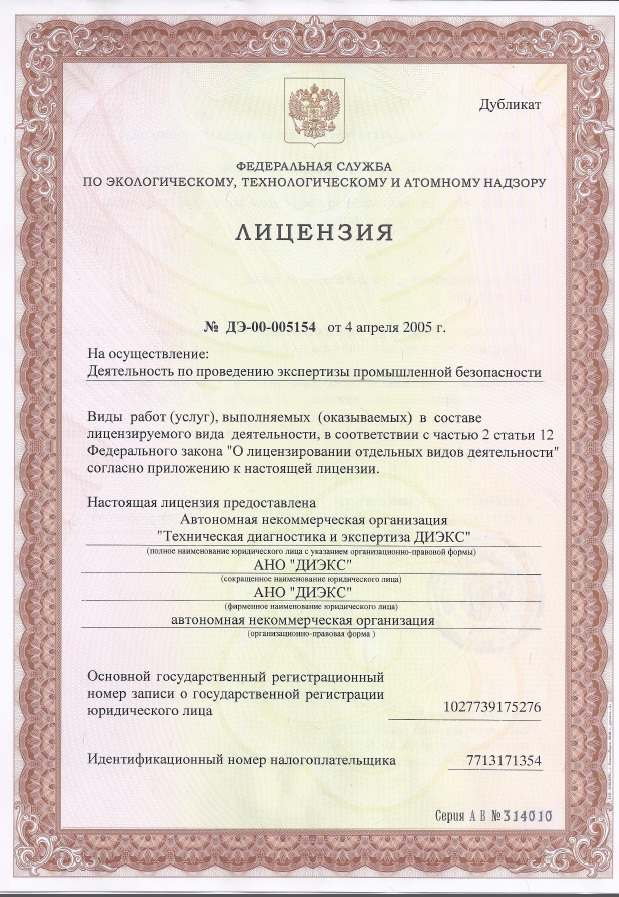 Дубликат
ФЕДЕРАЛЬНАЯ СЛУЖБА
ПО ЭКОЛОГИЧЕСКОМУ, ТЕХНОЛОГИЧЕСКОМУ И АТОМНОМУ НАДЗОРУ
ЛИЦЕНЗИЯ
№ ДЭ-00-005154 от 4 апреля 2005 г.
На осуществление:
Деятельность по проведению экспертизы промышленной безопасности
Виды работ (услуг), выполняемых (оказываемых) в составе
лицензируемого вида деятельности, в соответствии с частью 2 статьи 12
Федерального закона "О лицензировании отдельных видов деятельности"
согласно приложению к настоящей лицензии.
Настоящая лицензия предоставлена
Автономная некоммерческая организация
"Техническая диагностика и экспертиза ДИЭКС"
(полное наименование юридического лица с указанием организационно-правовой формы)
АНО "ДИЭКС"
(сокращенное наименование юридического лица)
АНО "ДИЭКС"
(фирменное наименование юридического лица)
автономная некоммерческая организация
(организационно-правовая форма )
Основной государственный регистрационный
номер записи о государственной регистрации
юридического лица
1027739175276
Идентификационный номер налогоплательщика 7713171354
Серия А В № 314010